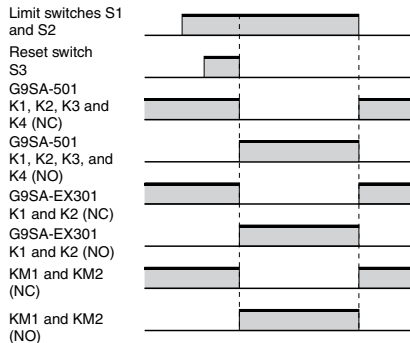 Limit switches S1
and S2
Reset switch
S3
G9SA-501
K1, K2, K3 and
K4 (NC)
G9SA-501
K1, K2, K3, and
K4 (NO)
G9SA-EX301
K1 and K2 (NC)
G9SA-EX301
K1 and K2 (NO)
KM1 and KM2
(NC)
KM1 and KM2
(NO)